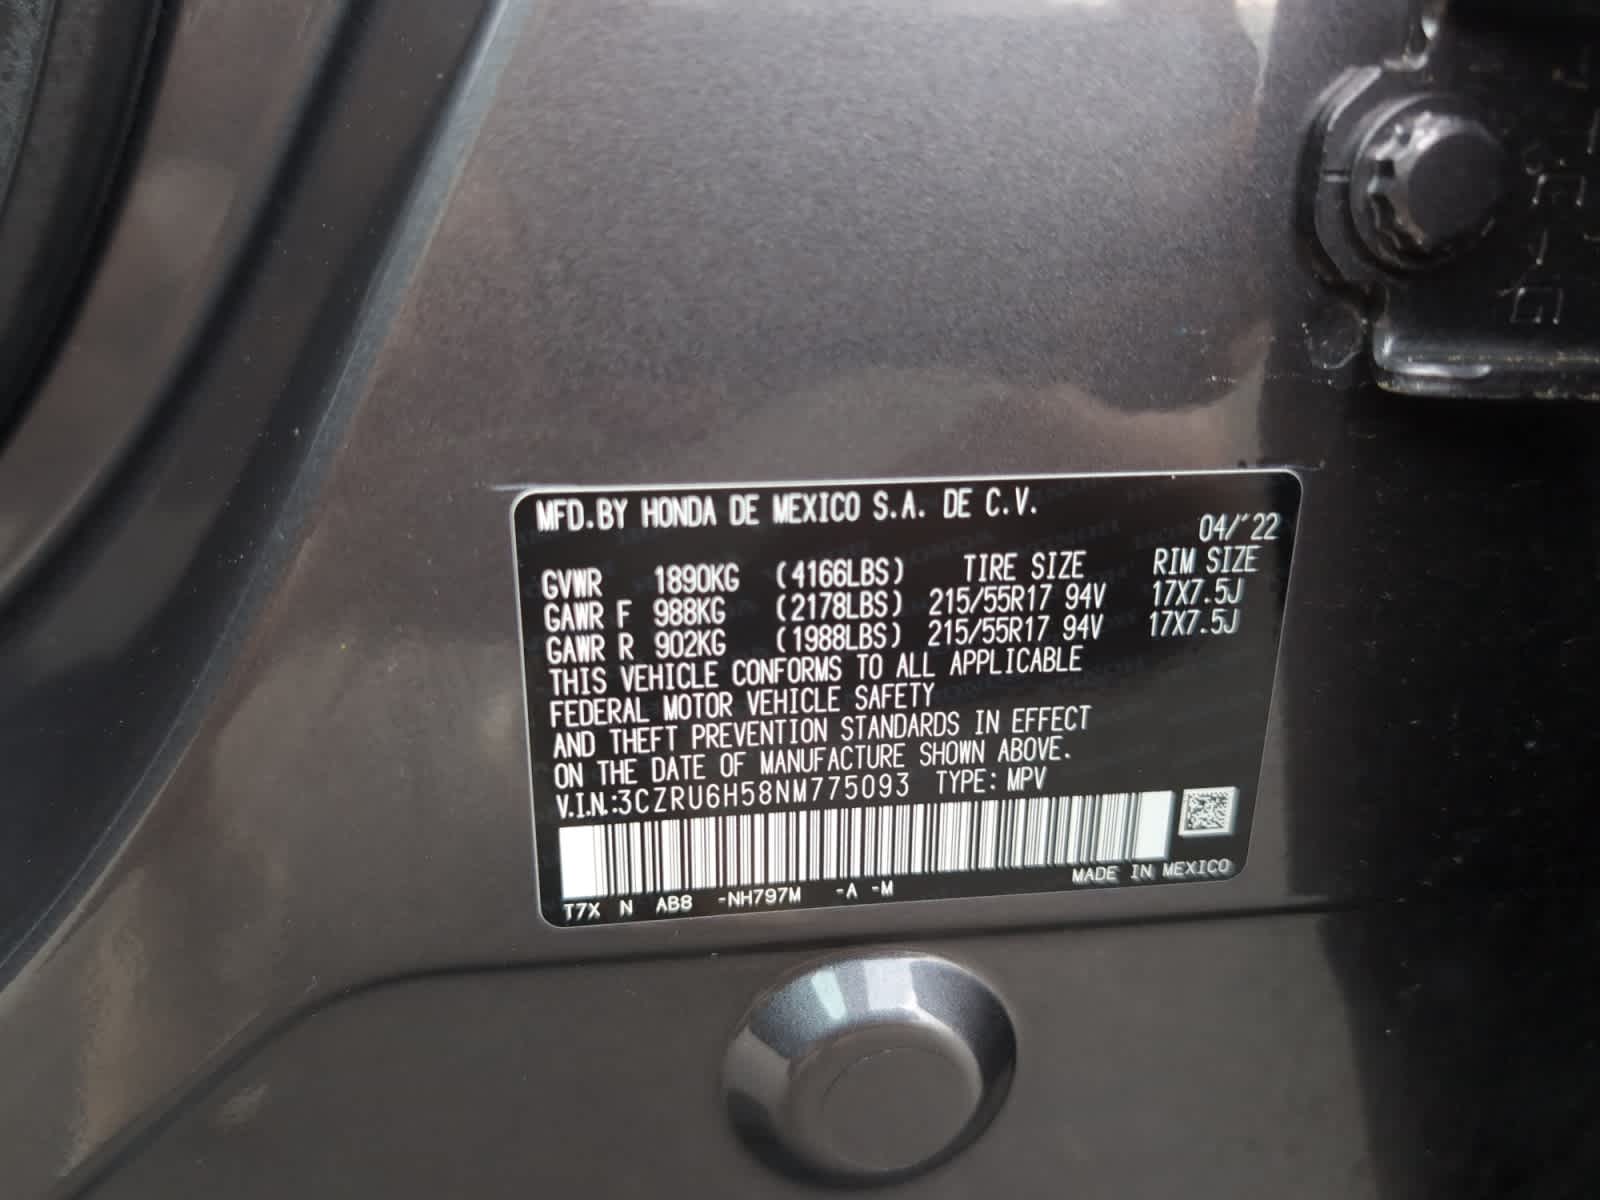 MFD.BY HONDA DE MEXICO S.A. DE C.V.
04/'22
GVWR 1890KG (4166LBS) TIRE SIZE RIM SIZE
GAWR F 988KG (2178LBS) 215/55R17 94V 17X7.5J
GAWR R 902KG (1988LBS) 215/55R17 94V 17X7.5J
THIS VEHICLE CONFORMS TO ALL APPLICABLE
FEDERAL MOTOR VEHICLE SAFETY
AND THEFT PREVENTION STANDARDS IN EFFECT
ON THE DATE OF MANUFACTURE SHOWN ABOVE.
V.I.N.:3CZRU6H58NM775093 TYPE: MPV
MADE IN MEXICO
T7X N AB8 -NH797M -A -M